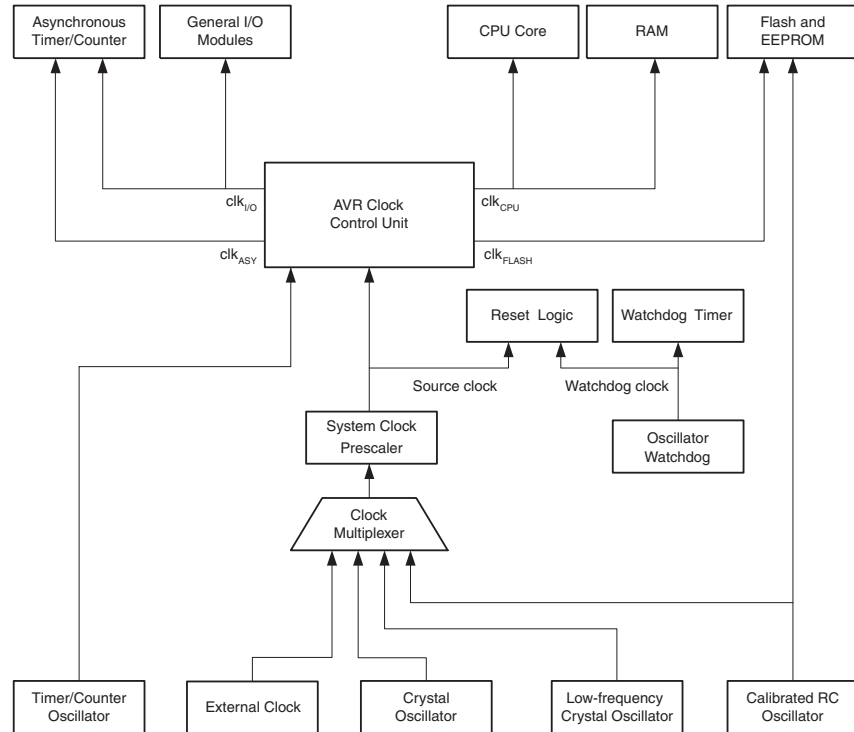 Asynchronous
Timer/Counter
General I/O
Modules
CPU Core
RAM
Flash and
EEPROM
clkI/O
AVR Clock
Control Unit
clkCPU
clkASY
clkFLASH
Reset Logic
Watchdog Timer
Source clock
Watchdog clock
System Clock
Prescaler
Oscillator
Watchdog
Clock
Multiplexer
Timer/Counter
Oscillator
External Clock
Crystal
Oscillator
Low-frequency
Crystal Oscillator
Calibrated RC
Oscillator